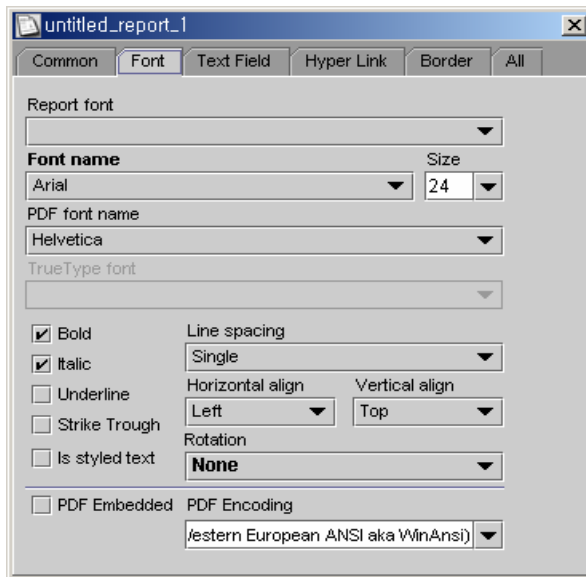 untitled_report_1
Common Font Text Field Hyper Link Border All
Report font
Font name Size
Arial 24
PDF font name
Helvetica
TrueType font
Bold Line spacing
Italic Single
Underline Horizontal align Vertical align
Strike Trough Left Top
Rotation
Is styled text None
PDF Embedded PDF Encoding
European ANSI aka WinAnsi)